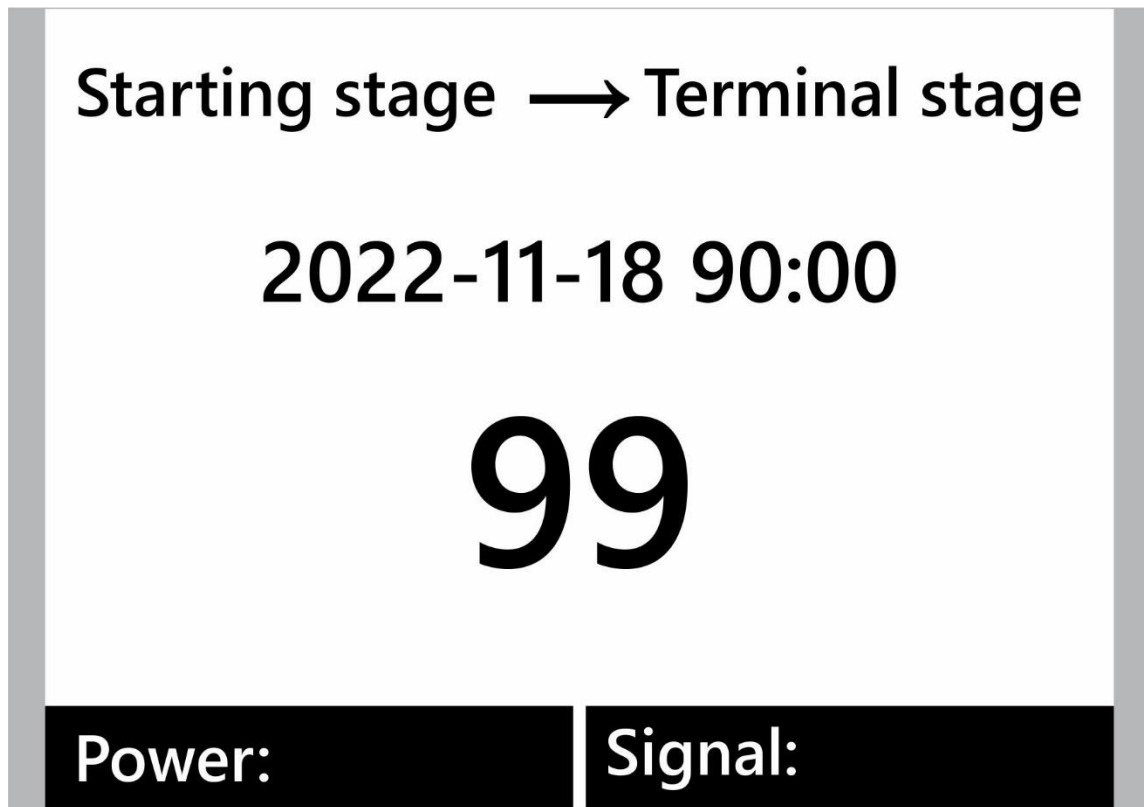 Starting stage → Terminal stage
2022-11-18 90:00
99
Power:
Signal: